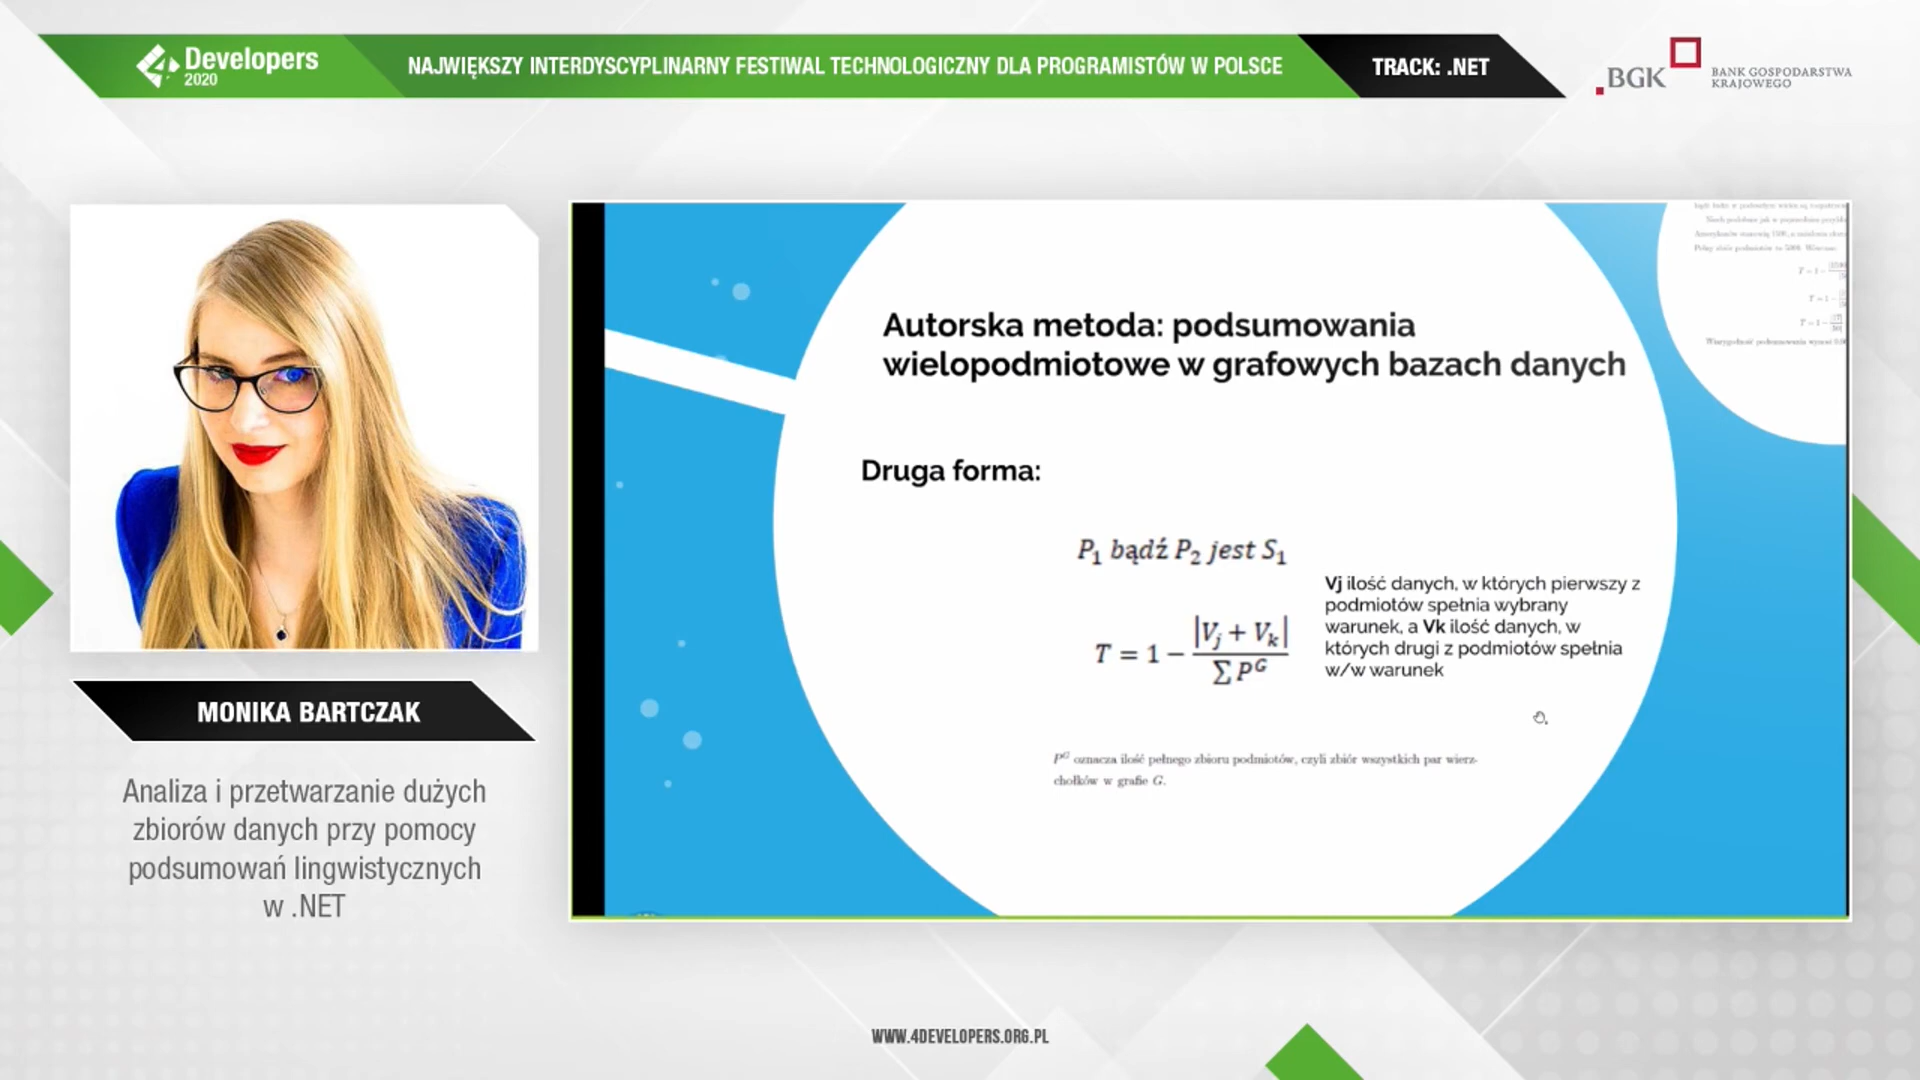 4Developers
2020
NAJWIĘKSZY INTERDYSCYPLINARNY FESTIWAL TECHNOLOGICZNY DLA PROGRAMISTÓW W POLSCE
TRACK: .NET
BGK
BANK GOSPODARSTWA
KRAJOWEGO
MONIKA BARTCZAK
Analiza i przetwarzanie dużych
zbiorów danych przy pomocy
podsumowań lingwistycznych
w .NET
Autorska metoda: podsumowania
wielopodmiotowe w grafowych bazach danych
Druga forma:
P₁ bądź P₂ jest S₁
T = 1 − |Vⱼ + Vₖ| / ∑ Pᴳ
Vj ilość danych, w których pierwszy z
podmiotów spełnia wybrany
warunek, a Vk ilość danych, w
których drugi z podmiotów spełnia
w/w warunek
Pᴳ oznacza ilość pełnego zbioru podmiotów, czyli zbiór wszystkich par wierz-
chołków w grafie G.
WWW.4DEVELOPERS.ORG.PL